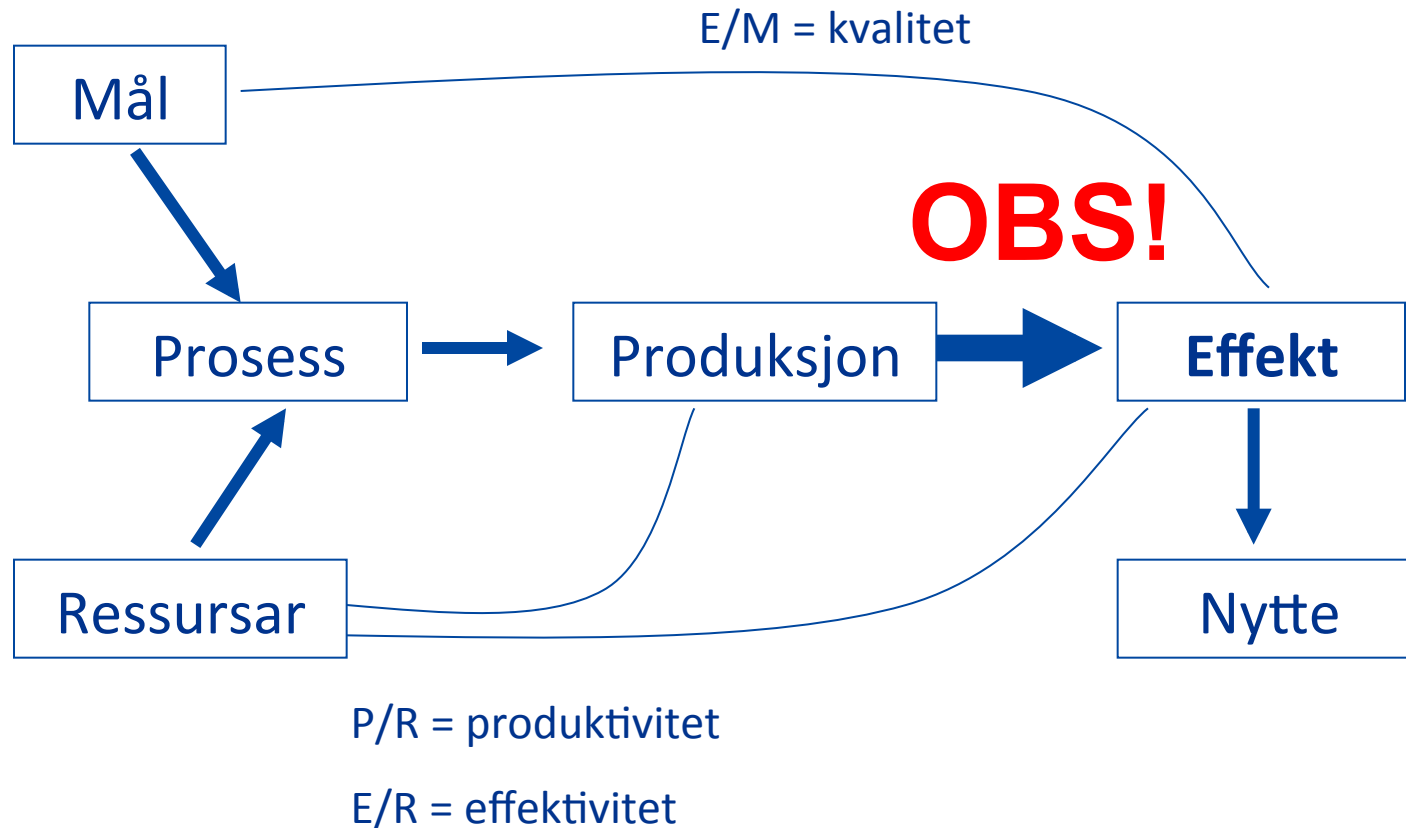 E/M = kvalitet
Mål
OBS!
Prosess
Produksjon
Effekt
Ressursar
Nytte
P/R = produktivitet
E/R = effektivitet